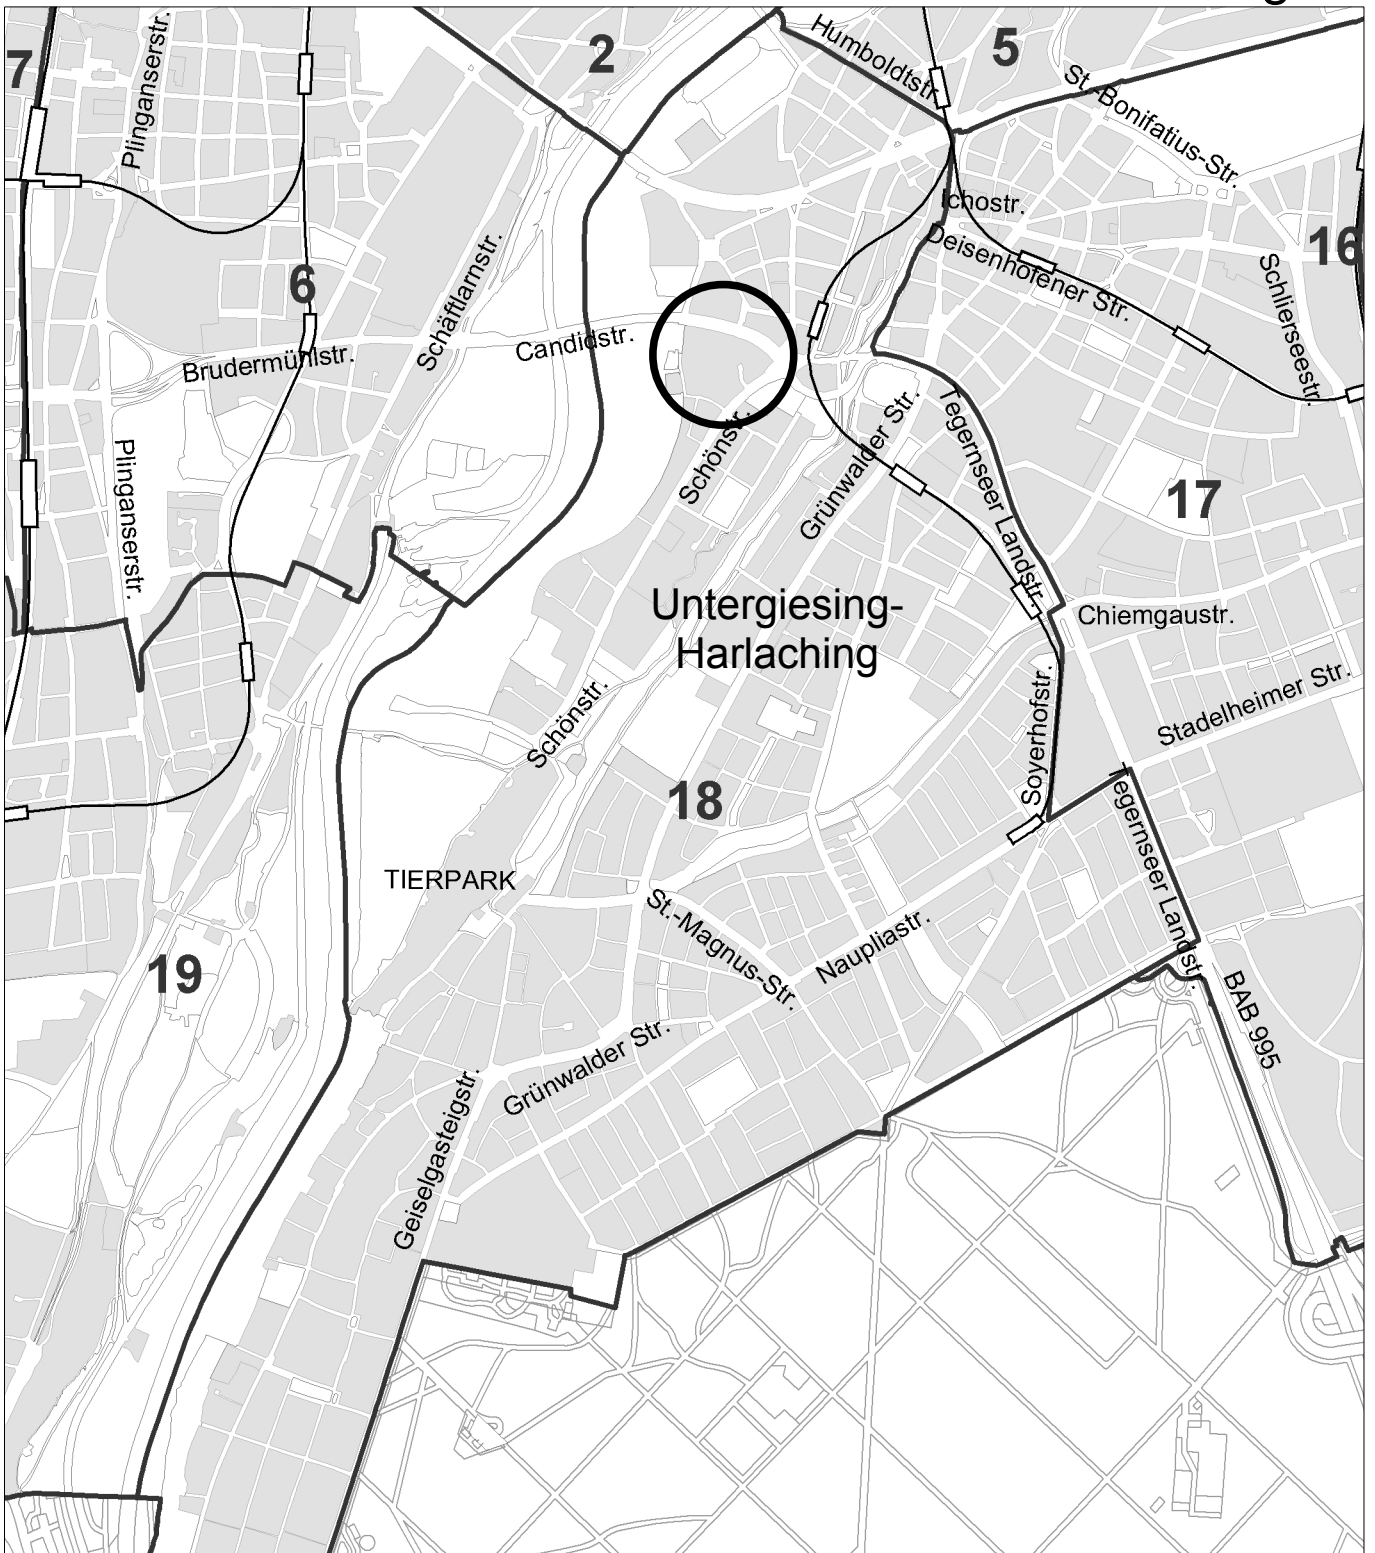 g
7
Plinganserstr.
2
Humboldtstr.
5
St.-Bonifatius-Str.
Ichostr.
Deisenhofener Str.
16
Schlierseestr.
6
Schäftlarnstr.
Brudermühlstr.
Candidstr.
Schönstr.
Grünwalder Str.
Tegernseer Landstr.
17
Plinganserstr.
Untergiesing-
Harlaching
Chiemgaustr.
Stadelheimer Str.
Schönstr.
Soyerhofstr.
18
Tegernseer Landstr.
TIERPARK
St.-Magnus-Str.
Naupliastr.
19
BAB 995
Grünwalder Str.
Geiselgasteigstr.